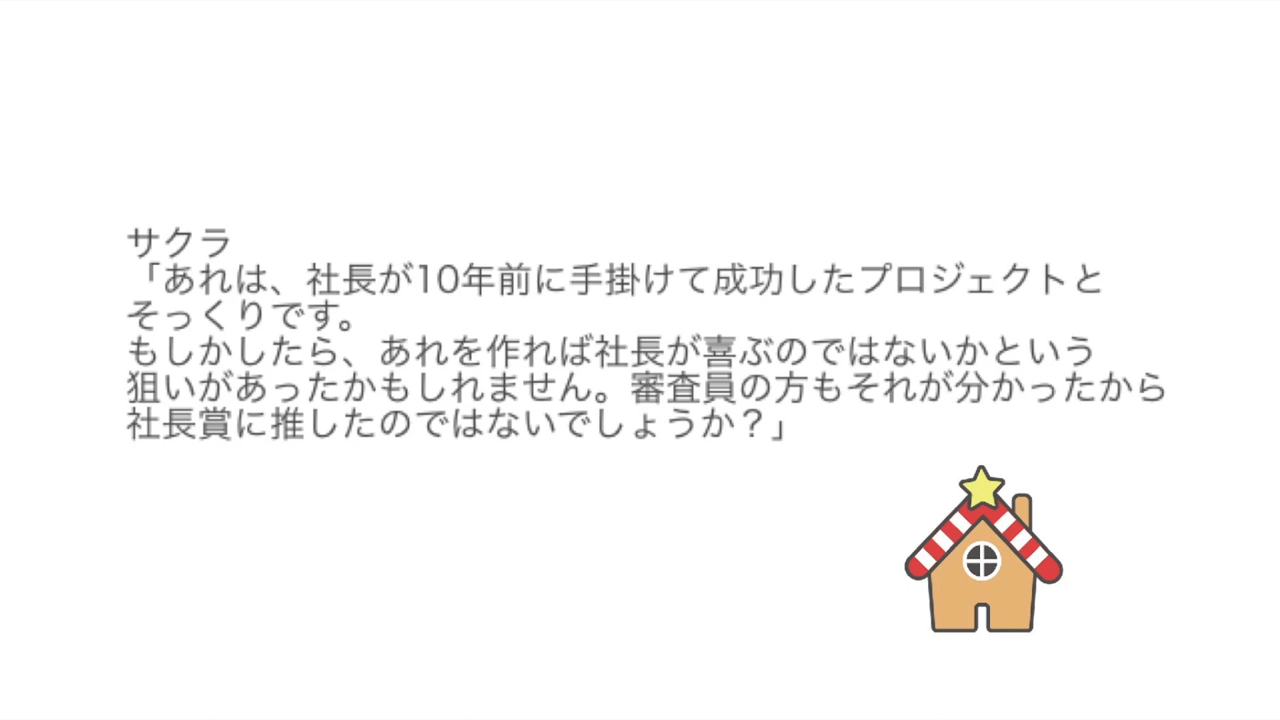 サクラ
「あれは、社長が10年前に手掛けて成功したプロジェクトと
そっくりです。
もしかしたら、あれを作れば社長が喜ぶのではないかという
狙いがあったかもしれません。審査員の方もそれが分かったから
社長賞に推したのではないでしょうか？」